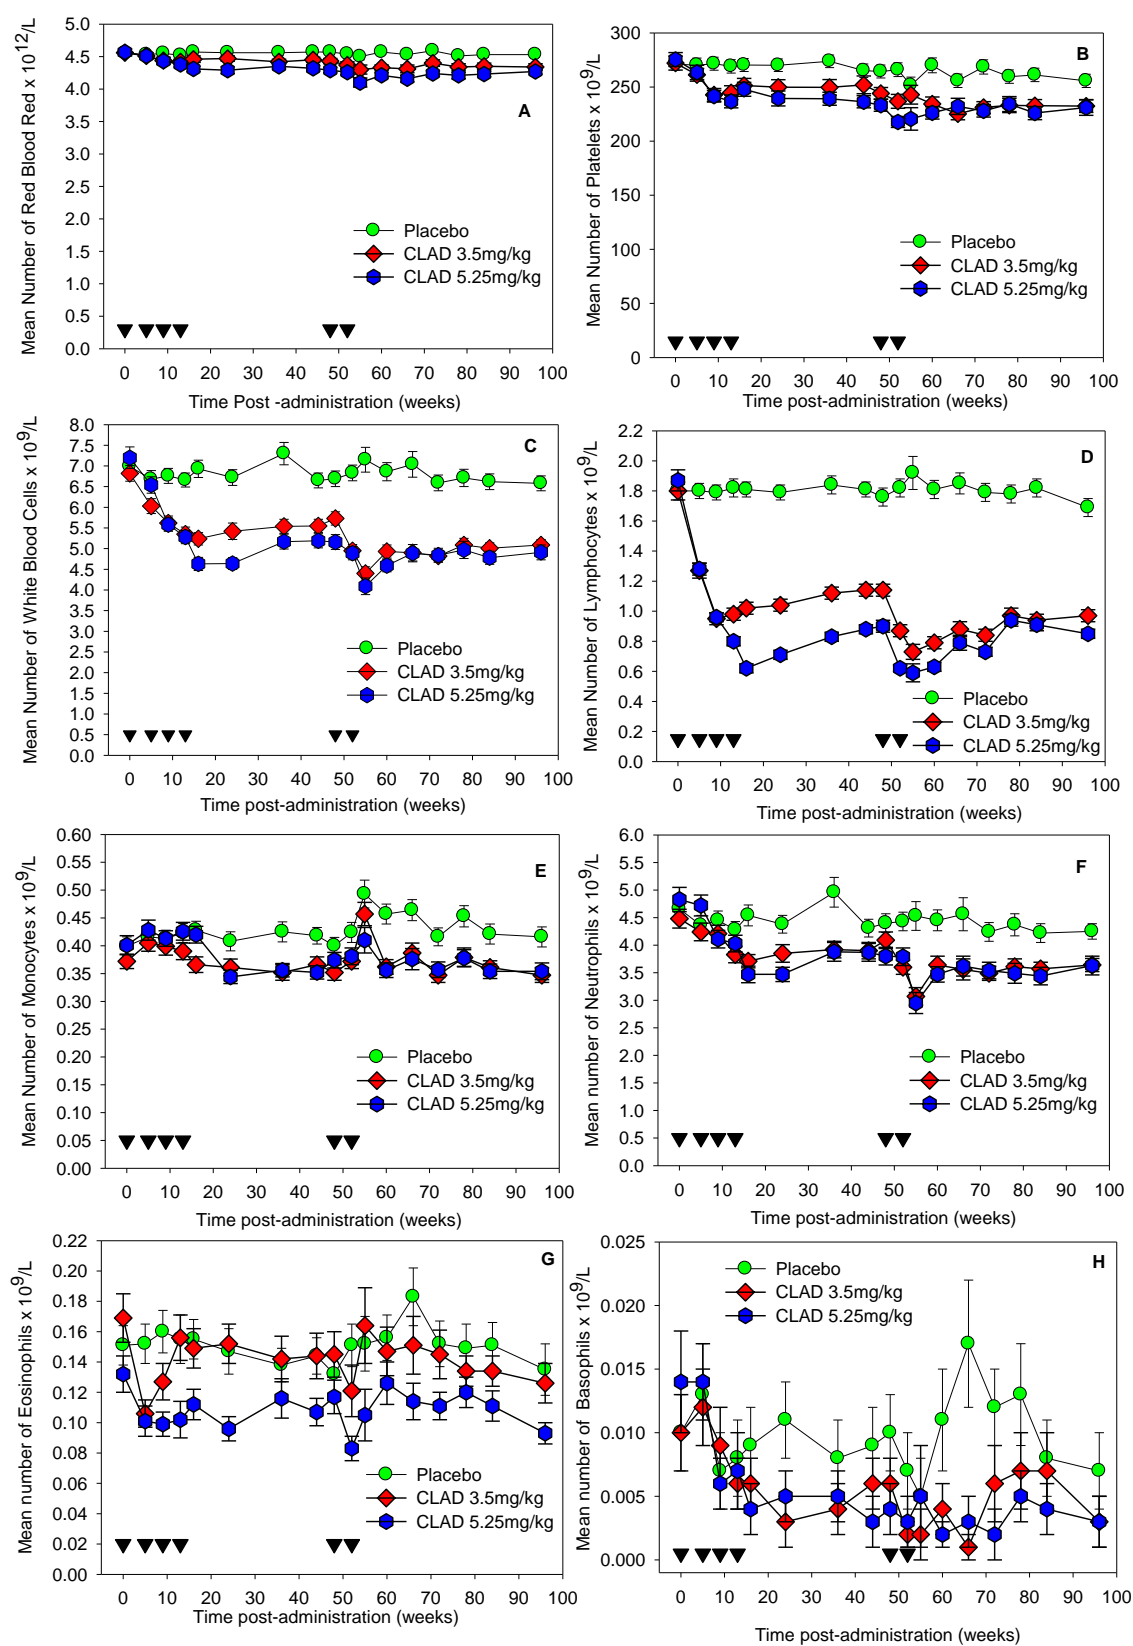 Mean Number of Red Blood Red x 10^12/L
5.0
4.5
4.0
3.5
3.0
2.5
2.0
1.5
1.0
0.5
0.0
A
Placebo
CLAD 3.5mg/kg
CLAD 5.25mg/kg
0 10 20 30 40 50 60 70 80 90 100
Time Post -administration (weeks)
Mean Number of Platelets x 10^9/L
300
250
200
150
100
50
0
B
Placebo
CLAD 3.5mg/kg
CLAD 5.25mg/kg
0 10 20 30 40 50 60 70 80 90 100
Time post-administration (weeks)
Mean Number of White Blood Cells x 10^9/L
8.0
7.0
6.0
6.5
5.5
5.0
4.5
4.0
3.5
3.0
2.5
2.0
1.5
1.0
0.5
0.0
C
Placebo
CLAD 3.5mg/kg
CLAD 5.25mg/kg
0 10 20 30 40 50 60 70 80 90 100
Time post-administration (weeks)
Mean Number of Lymphocytes x 10^9/L
2.2
2.0
1.8
1.6
1.4
1.2
1.0
0.8
0.6
0.4
0.2
0.0
D
Placebo
CLAD 3.5mg/kg
CLAD 5.25mg/kg
0 10 20 30 40 50 60 70 80 90 100
Time post-administration (weeks)
Mean Number of Monocytes x 10^9/L
0.60
0.50
0.45
0.40
0.35
0.30
0.25
0.20
0.15
0.10
0.05
0.00
E
Placebo
CLAD 3.5mg/kg
CLAD 5.25mg/kg
0 10 20 30 40 50 60 70 80 90 100
Time post-administration (weeks)
Mean number of Neutrophils x 10^9/L
6.0
5.5
5.0
4.5
4.0
3.5
3.0
2.5
2.0
1.5
1.0
0.5
0.0
F
Placebo
CLAD 3.5mg/kg
CLAD 5.25mg/kg
0 10 20 30 40 50 60 70 80 90 100
Time post-administration (weeks)
Mean number of Eosinophils x 10^9/L
0.22
0.20
0.18
0.16
0.14
0.12
0.10
0.08
0.06
0.04
0.02
0.00
G
Placebo
CLAD 3.5mg/kg
CLAD 5.25mg/kg
0 10 20 30 40 50 60 70 80 90 100
Time post-administration (weeks)
Mean number of Basophils x 10^9/L
0.025
0.020
0.015
0.010
0.005
0.000
H
Placebo
CLAD 3.5mg/kg
CLAD 5.25mg/kg
0 10 20 30 40 50 60 70 80 90 100
Time post-administration (weeks)